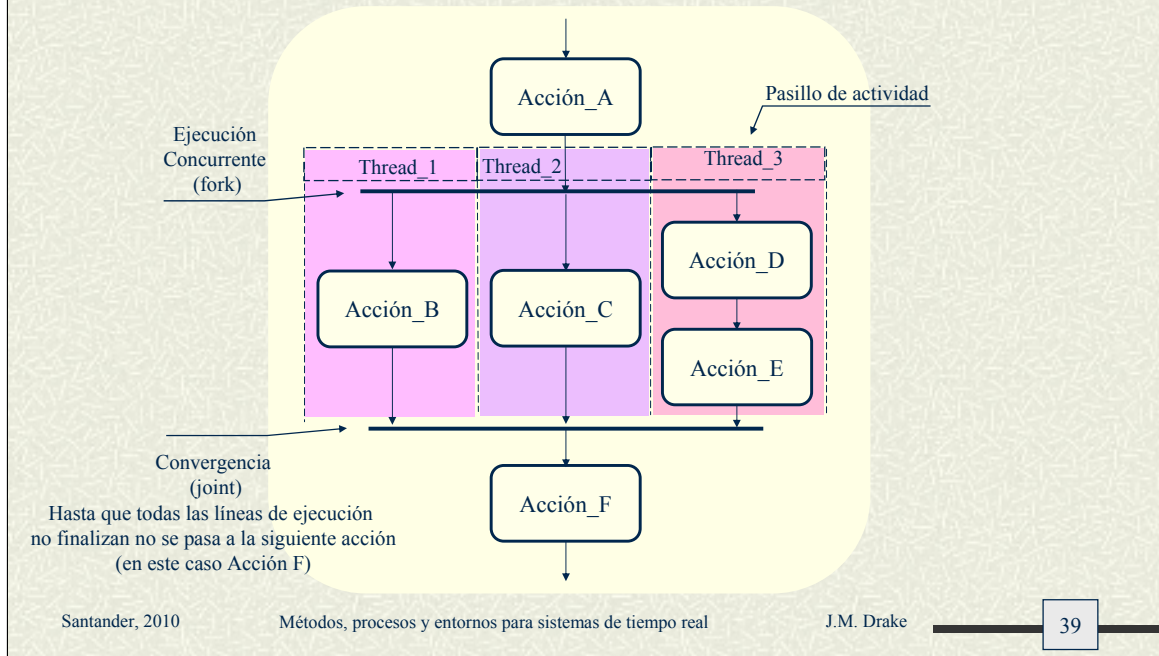 Acción_A
Pasillo de actividad
Ejecución
Concurrente
(fork)
Thread_1
Thread_2
Thread_3
Acción_D
Acción_B
Acción_C
Acción_E
Convergencia
(joint)
Hasta que todas las líneas de ejecución
no finalizan no se pasa a la siguiente acción
(en este caso Acción F)
Acción_F
Santander, 2010
Métodos, procesos y entornos para sistemas de tiempo real
J.M. Drake
39